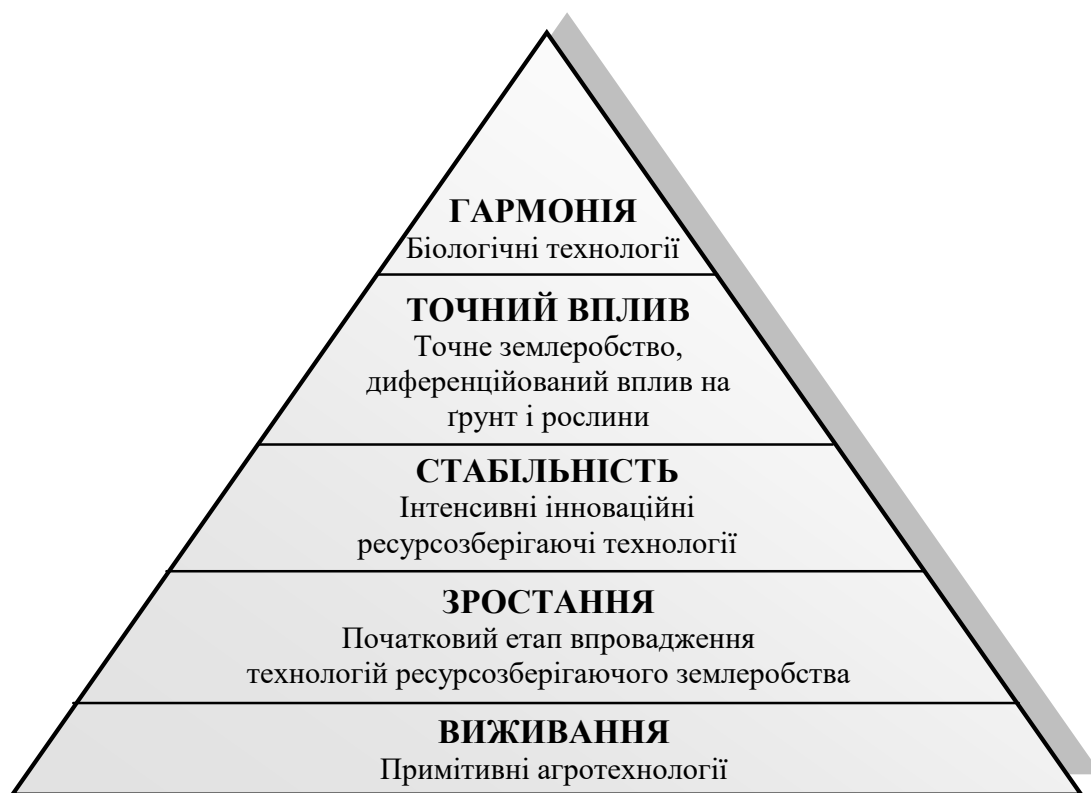 ГАРМОНІЯ
Біологічні технології
ТОЧНИЙ ВПЛИВ
Точне землеробство,
диференційований вплив на
ґрунт і рослини
СТАБІЛЬНІСТЬ
Інтенсивні інноваційні
ресурсозберігаючі технології
ЗРОСТАННЯ
Початковий етап впровадження
технологій ресурсозберігаючого землеробства
ВИЖИВАННЯ
Примітивні агротехнології